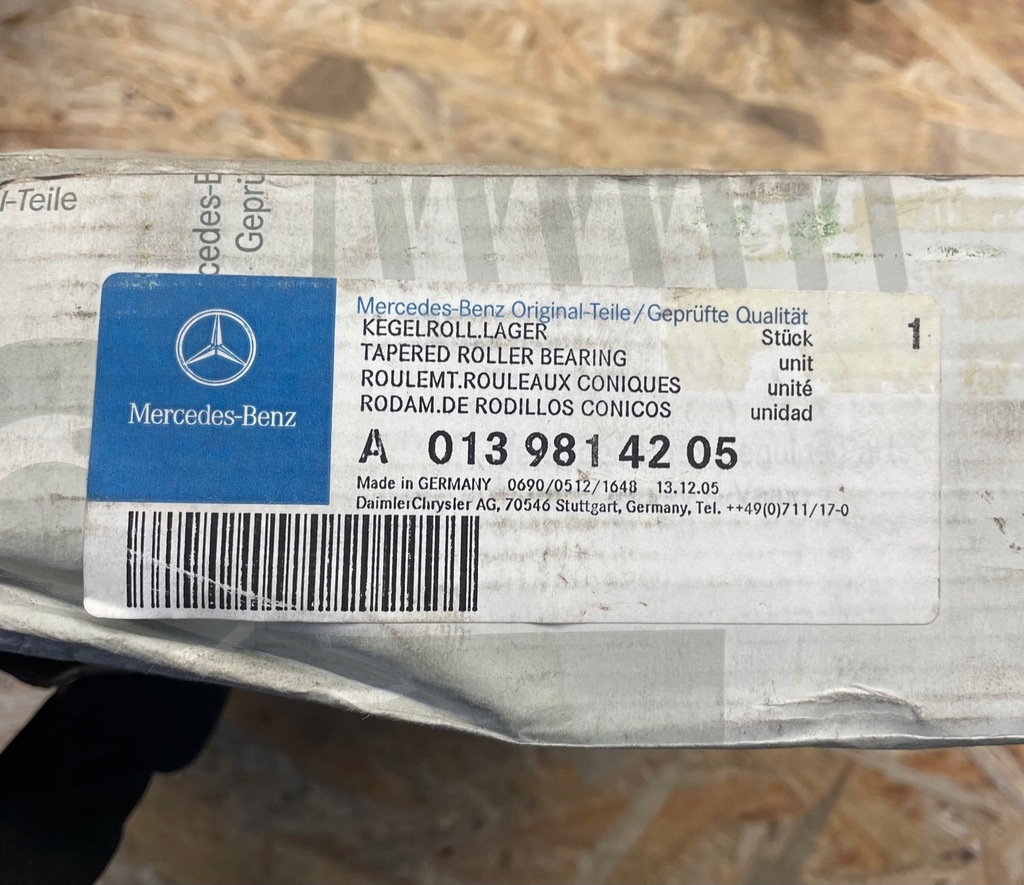 l-Teile
cedes-
Geprü
Mercedes-Benz
Mercedes-Benz Original-Teile/Geprüfte Qualität
KEGELROLL.LAGER Stück 1
TAPERED ROLLER BEARING unit
ROULEMT.ROULEAUX CONIQUES unité
RODAM.DE RODILLOS CONICOS unidad
A 013 981 42 05
Made in GERMANY 0690/0512/1648 13.12.05
DaimlerChrysler AG, 70546 Stuttgart, Germany, Tel. ++49(0)711/17-0